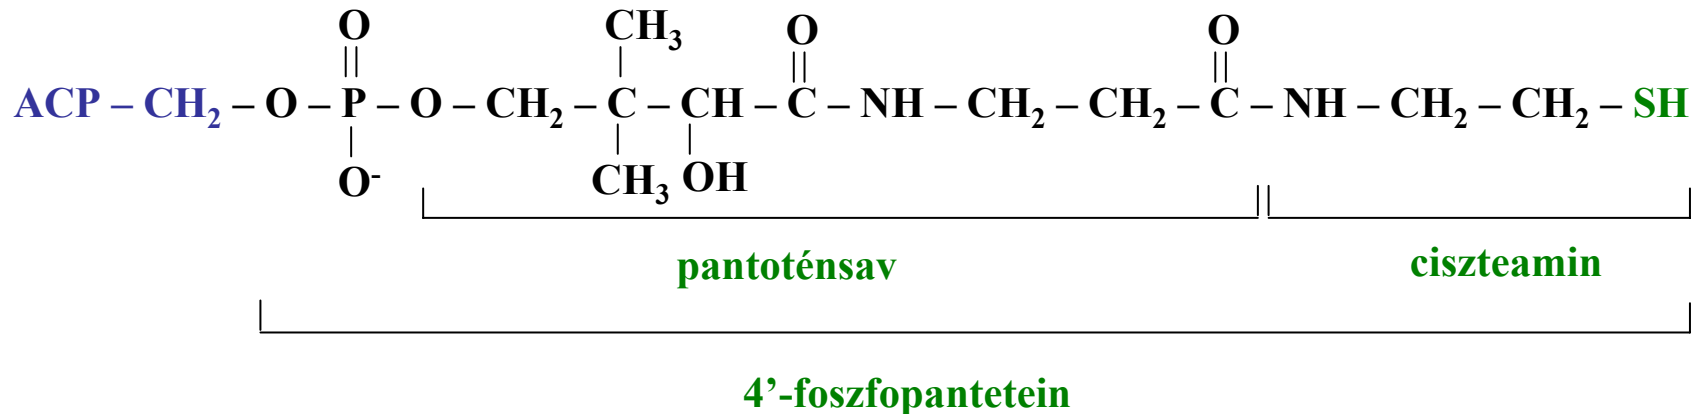 O CH₃ O O
ACP – CH₂ – O – P – O – CH₂ – C – CH – C – NH – CH₂ – CH₂ – C – NH – CH₂ – CH₂ – SH
O⁻ CH₃ OH
pantoténsav ciszteamin
4’-foszfopantetein